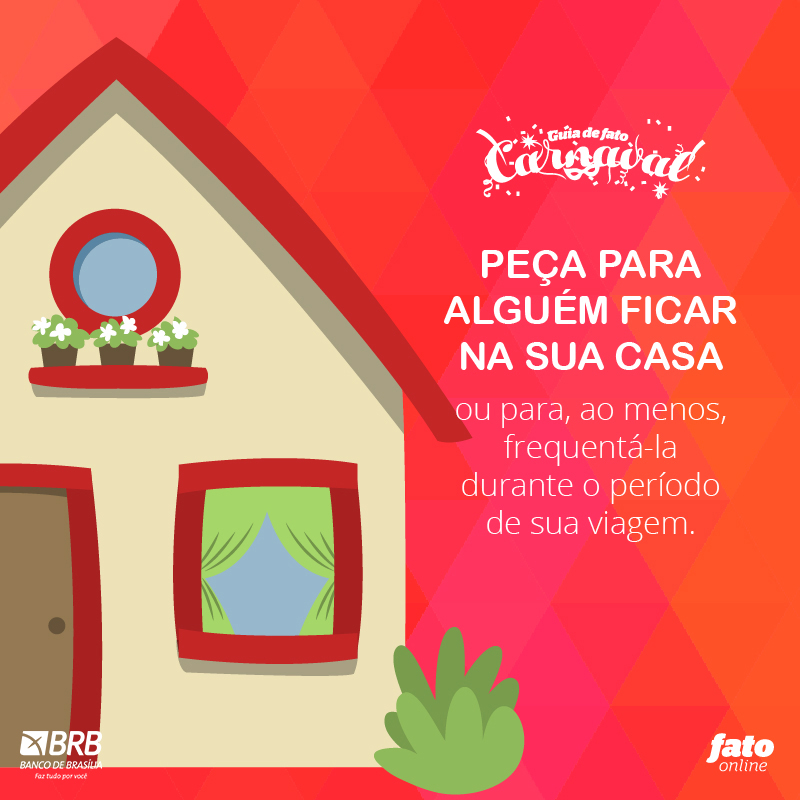 Guia de fato
Carnaval
PEÇA PARA
ALGUÉM FICAR
NA SUA CASA
ou para, ao menos,
frequentá-la
durante o período
de sua viagem.
BRB
BANCO DE BRASÍLIA
Faz tudo por você
fato
online